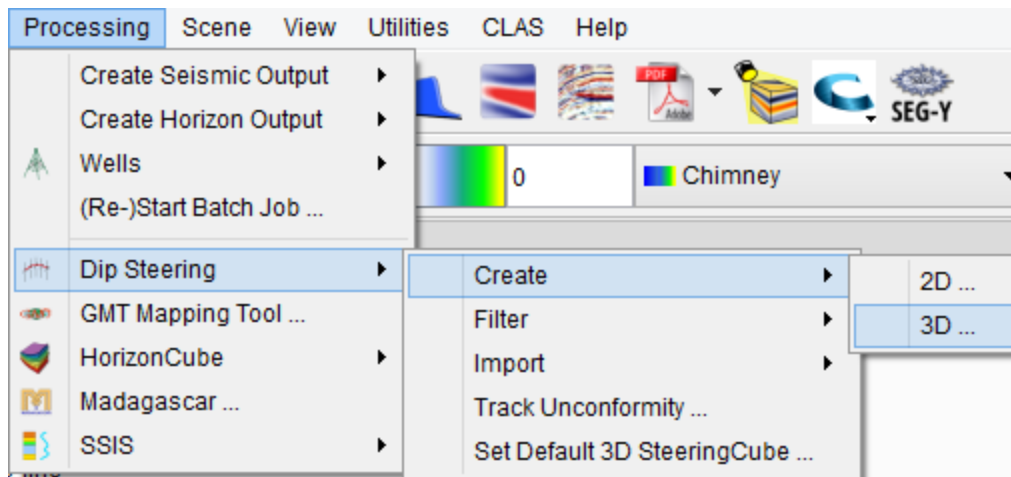 Processing Scene View Utilities CLAS Help
Create Seismic Output
Create Horizon Output
Wells
(Re-)Start Batch Job ...
Dip Steering
GMT Mapping Tool ...
HorizonCube
Madagascar ...
SSIS
PDF
Adobe
SEG-Y
0
Chimney
Create
Filter
Import
Track Unconformity ...
Set Default 3D SteeringCube ...
2D ...
3D ...